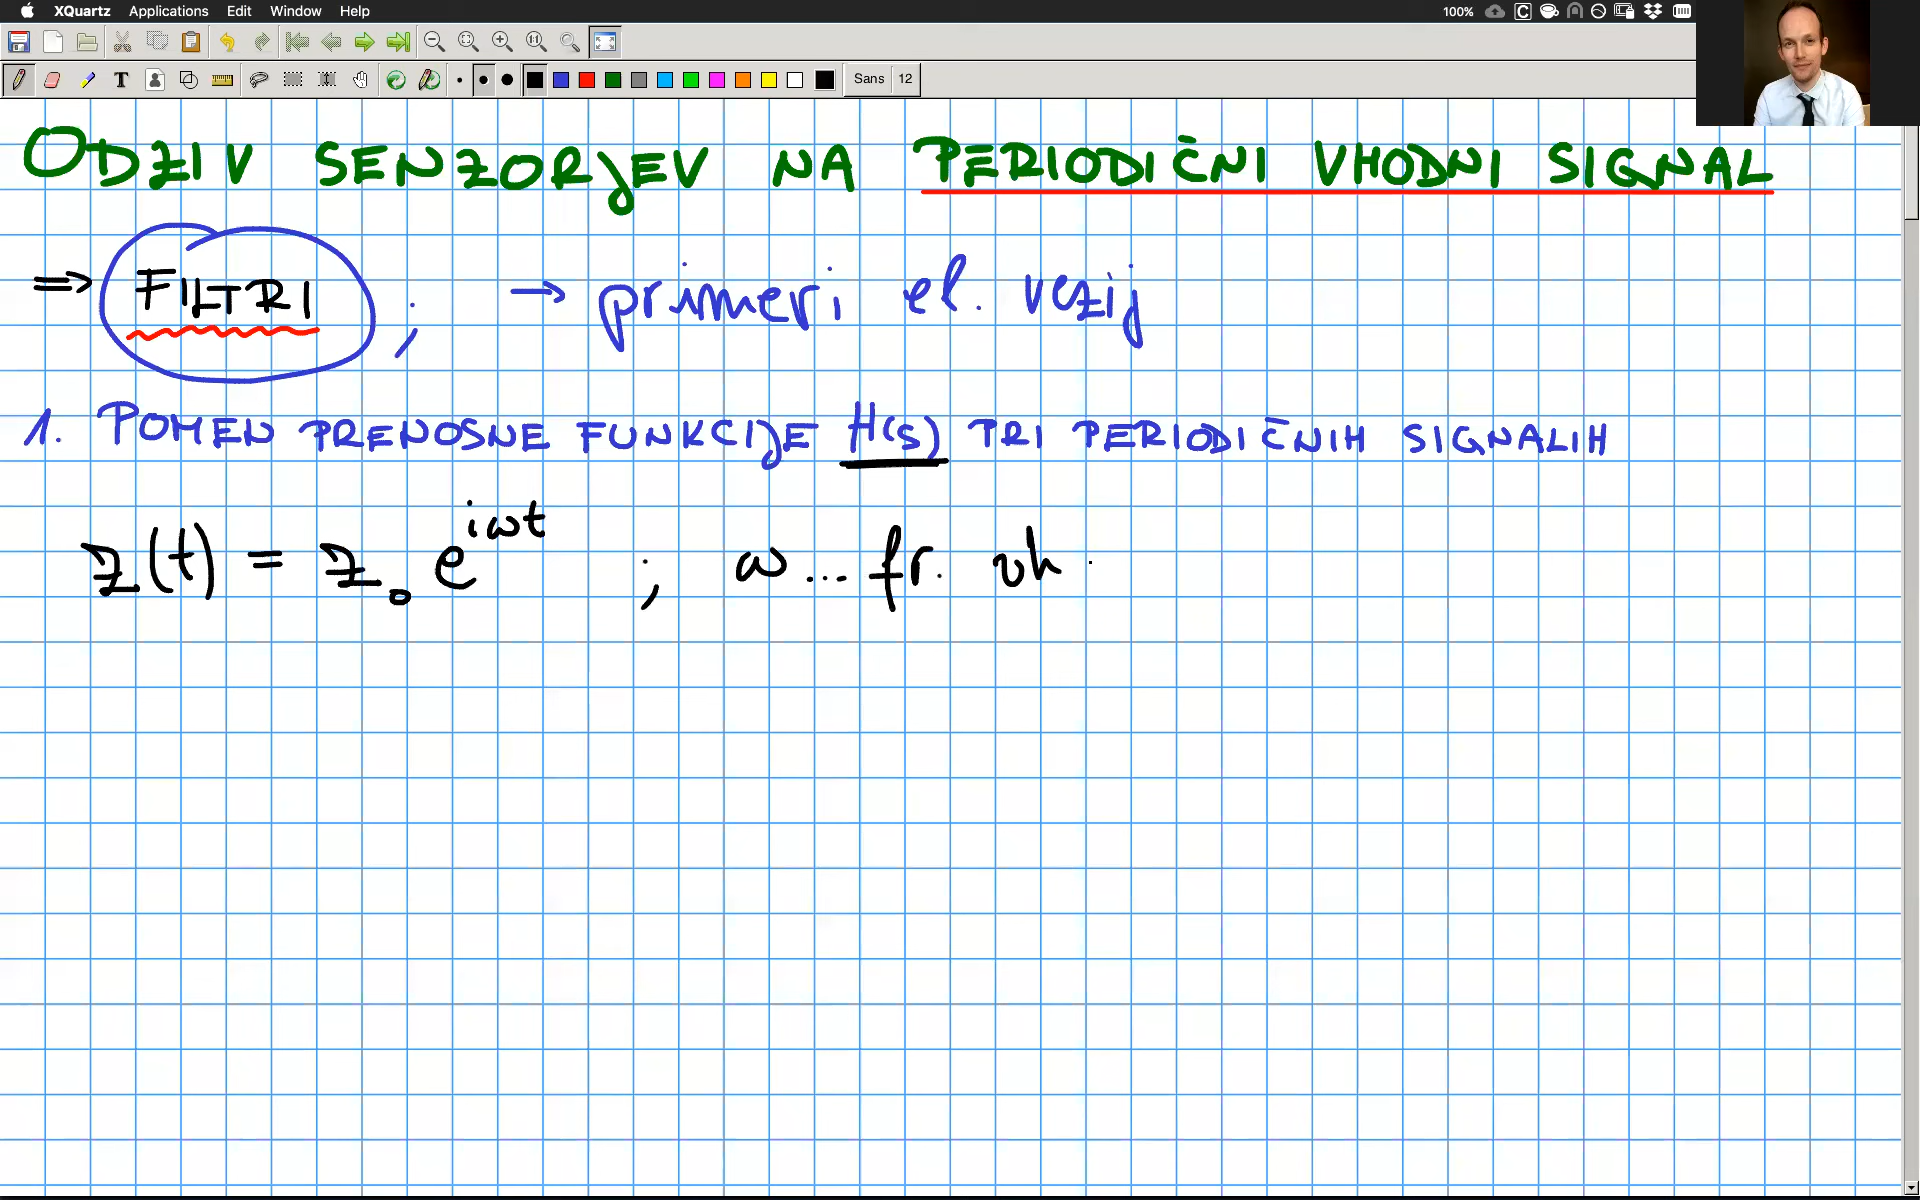 XQuartz Applications Edit Window Help 100%
Sans 12
ODZIV SENZORJEV NA PERIODIČNI VHODNI SIGNAL
⇒ FILTRI ; → primeri el. vezij
1. POMEN PRENOSNE FUNKCIJE H(s) PRI PERIODIČNIH SIGNALIH
z(t) = z₀ e^{iωt} ; ω... fr. vh